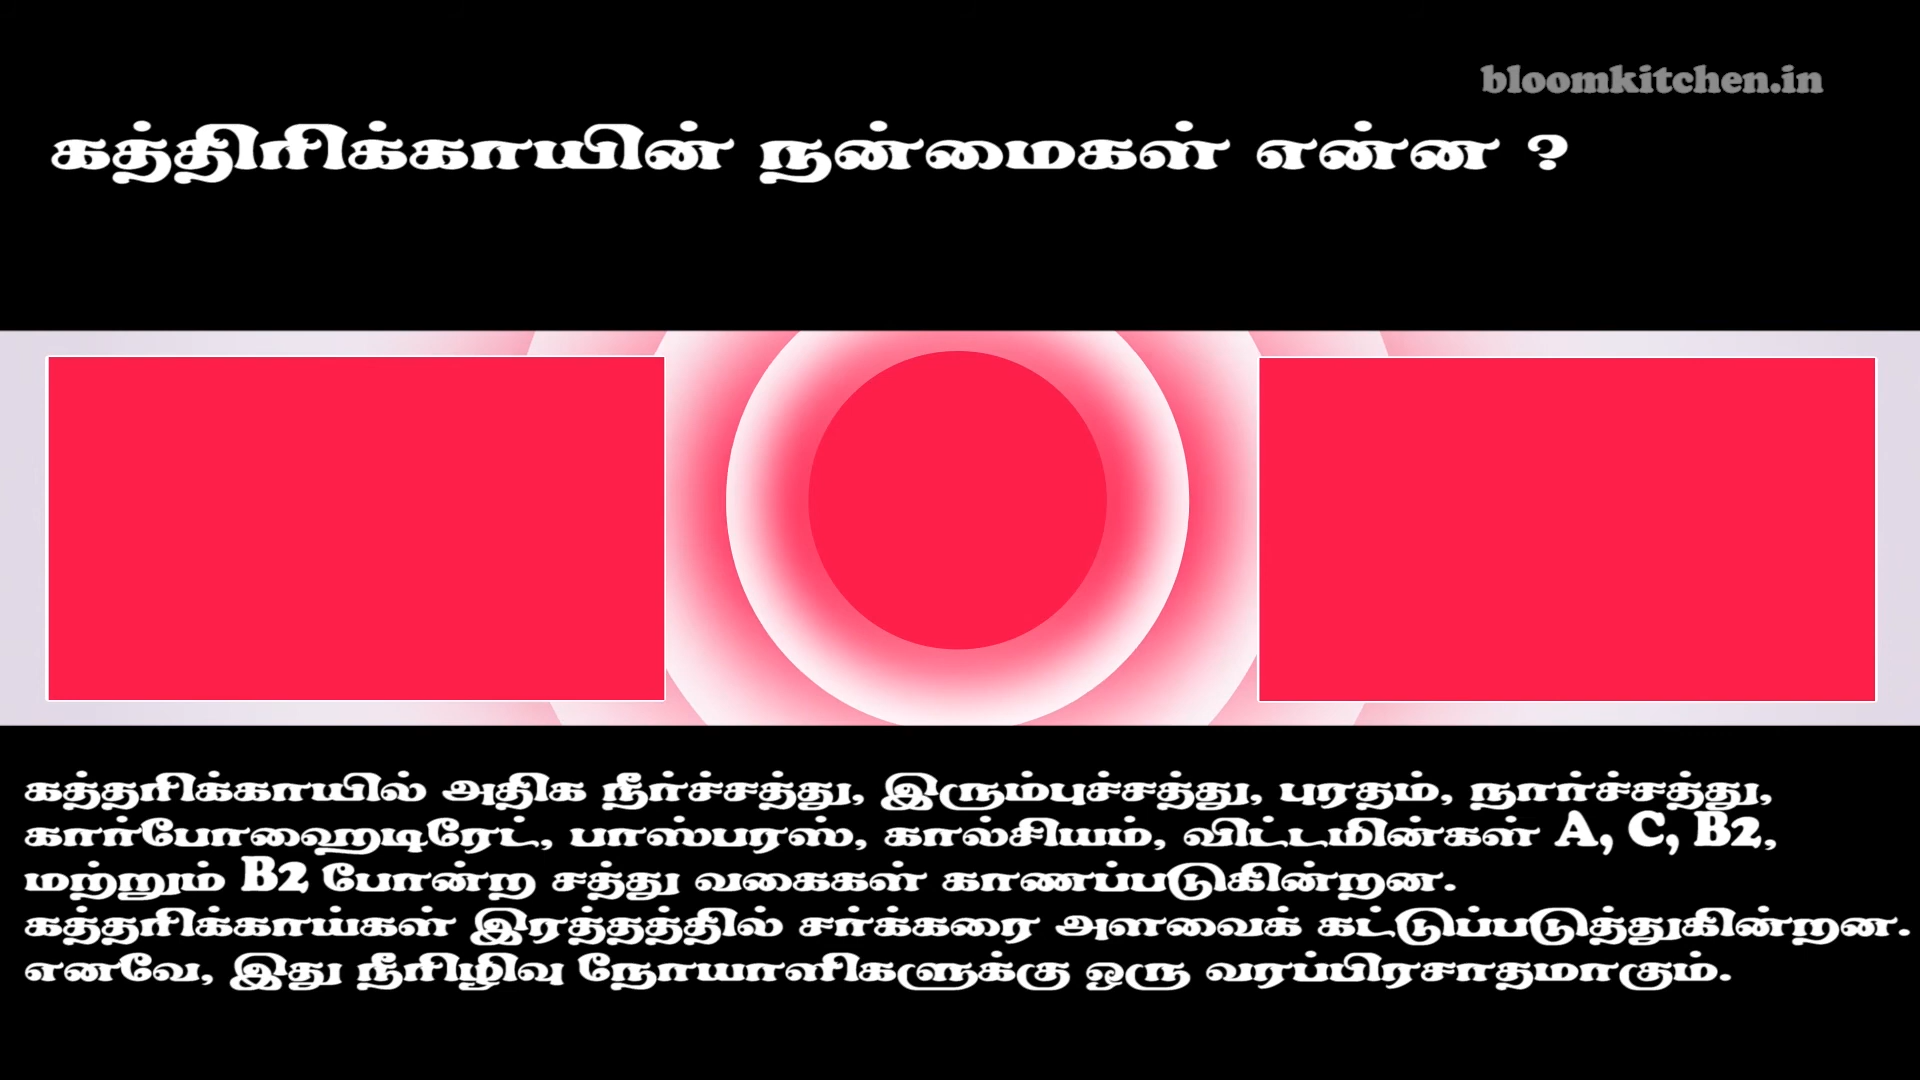 bloomkitchen.in
கத்திரிக்காயின் நன்மைகள் என்ன ?
கத்தரிக்காயில் அதிக நீர்ச்சத்து, இரும்புச்சத்து, புரதம், நார்ச்சத்து,
கார்போஹைடிரேட், பாஸ்பரஸ், கால்சியம், விட்டமின்கள் A, C, B2,
மற்றும் B2 போன்ற சத்து வகைகள் காணப்படுகின்றன.
கத்தரிக்காய்கள் இரத்தத்தில் சர்க்கரை அளவைக் கட்டுப்படுத்துகின்றன.
எனவே, இது நீரிழிவு நோயாளிகளுக்கு ஒரு வரப்பிரசாதமாகும்.